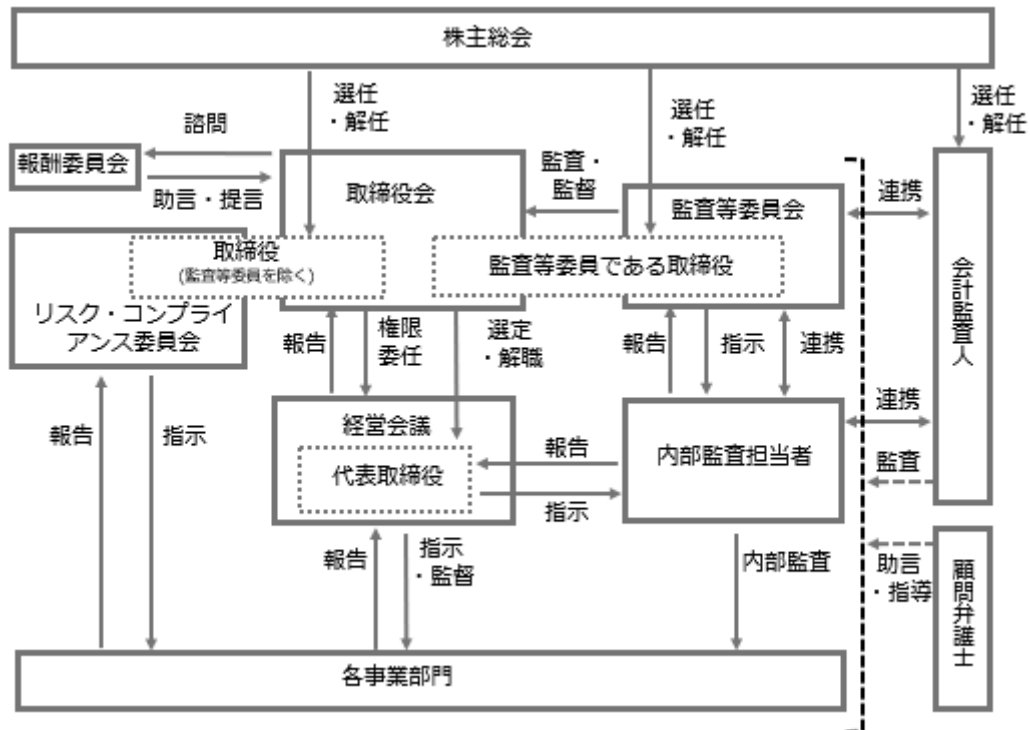 株主総会
選任
・解任
選任
・解任
選任
・解任
諮問
報酬委員会
助言・提言
取締役会
監査・
監督
監査等委員会
連携
取締役
(監査等委員を除く)
監査等委員である取締役
会計監査人
リスク・コンプライ
アンス委員会
報告
権限
委任
選定
・解職
報告
指示
連携
連携
報告
指示
経営会議
代表取締役
報告
指示
内部監査担当者
監査
報告
指示
・監督
内部監査
助言
・指導
顧問弁護士
各事業部門